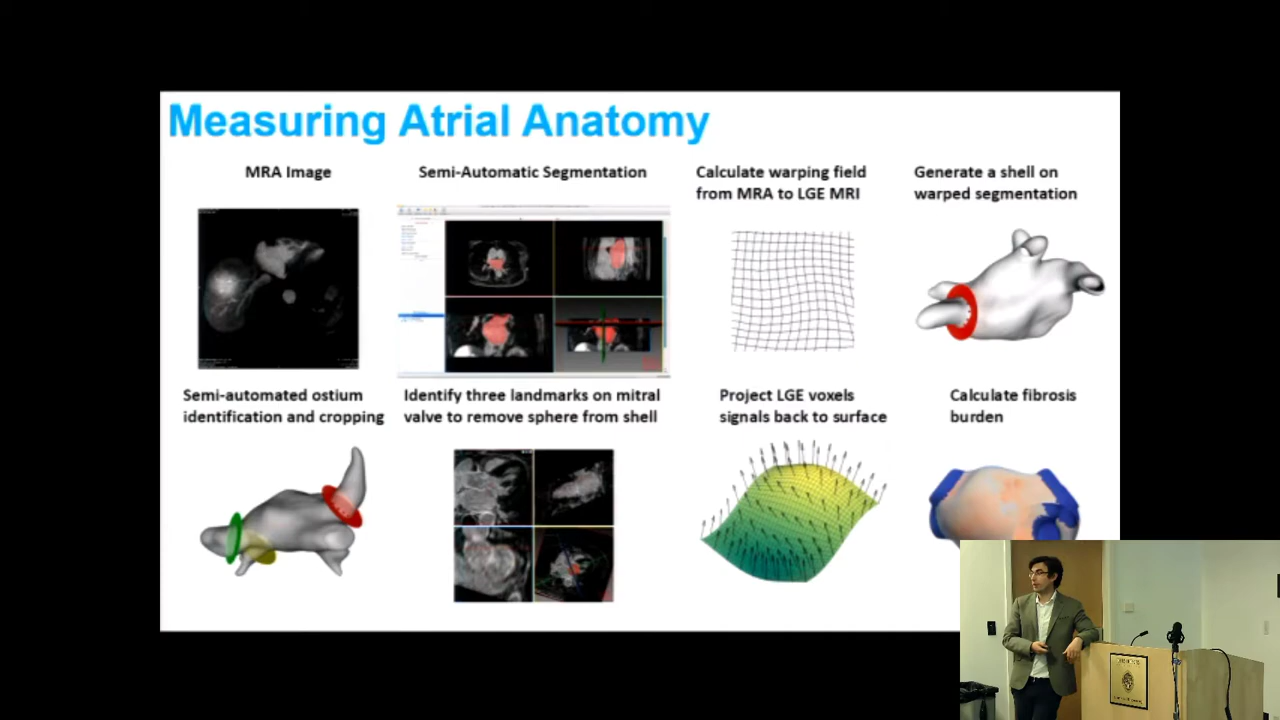 Measuring Atrial Anatomy
MRA Image
Semi-Automatic Segmentation
Calculate warping field
from MRA to LGE MRI
Generate a shell on
warped segmentation
Semi-automated ostium
identification and cropping
Identify three landmarks on mitral
valve to remove sphere from shell
Project LGE voxels
signals back to surface
Calculate fibrosis
burden